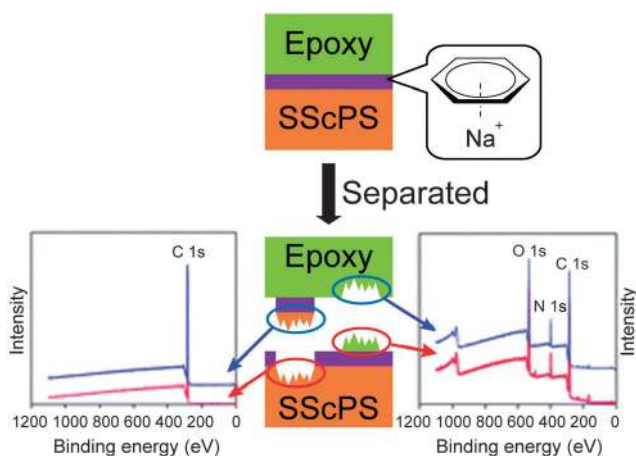 Epoxy
SScPS
Na+
Separated
Intensity
C 1s
1200 1000 800 600 400 200 0
Binding energy (eV)
Epoxy
SScPS
Intensity
O 1s
C 1s
N 1s
1200 1000 800 600 400 200 0
Binding energy (eV)